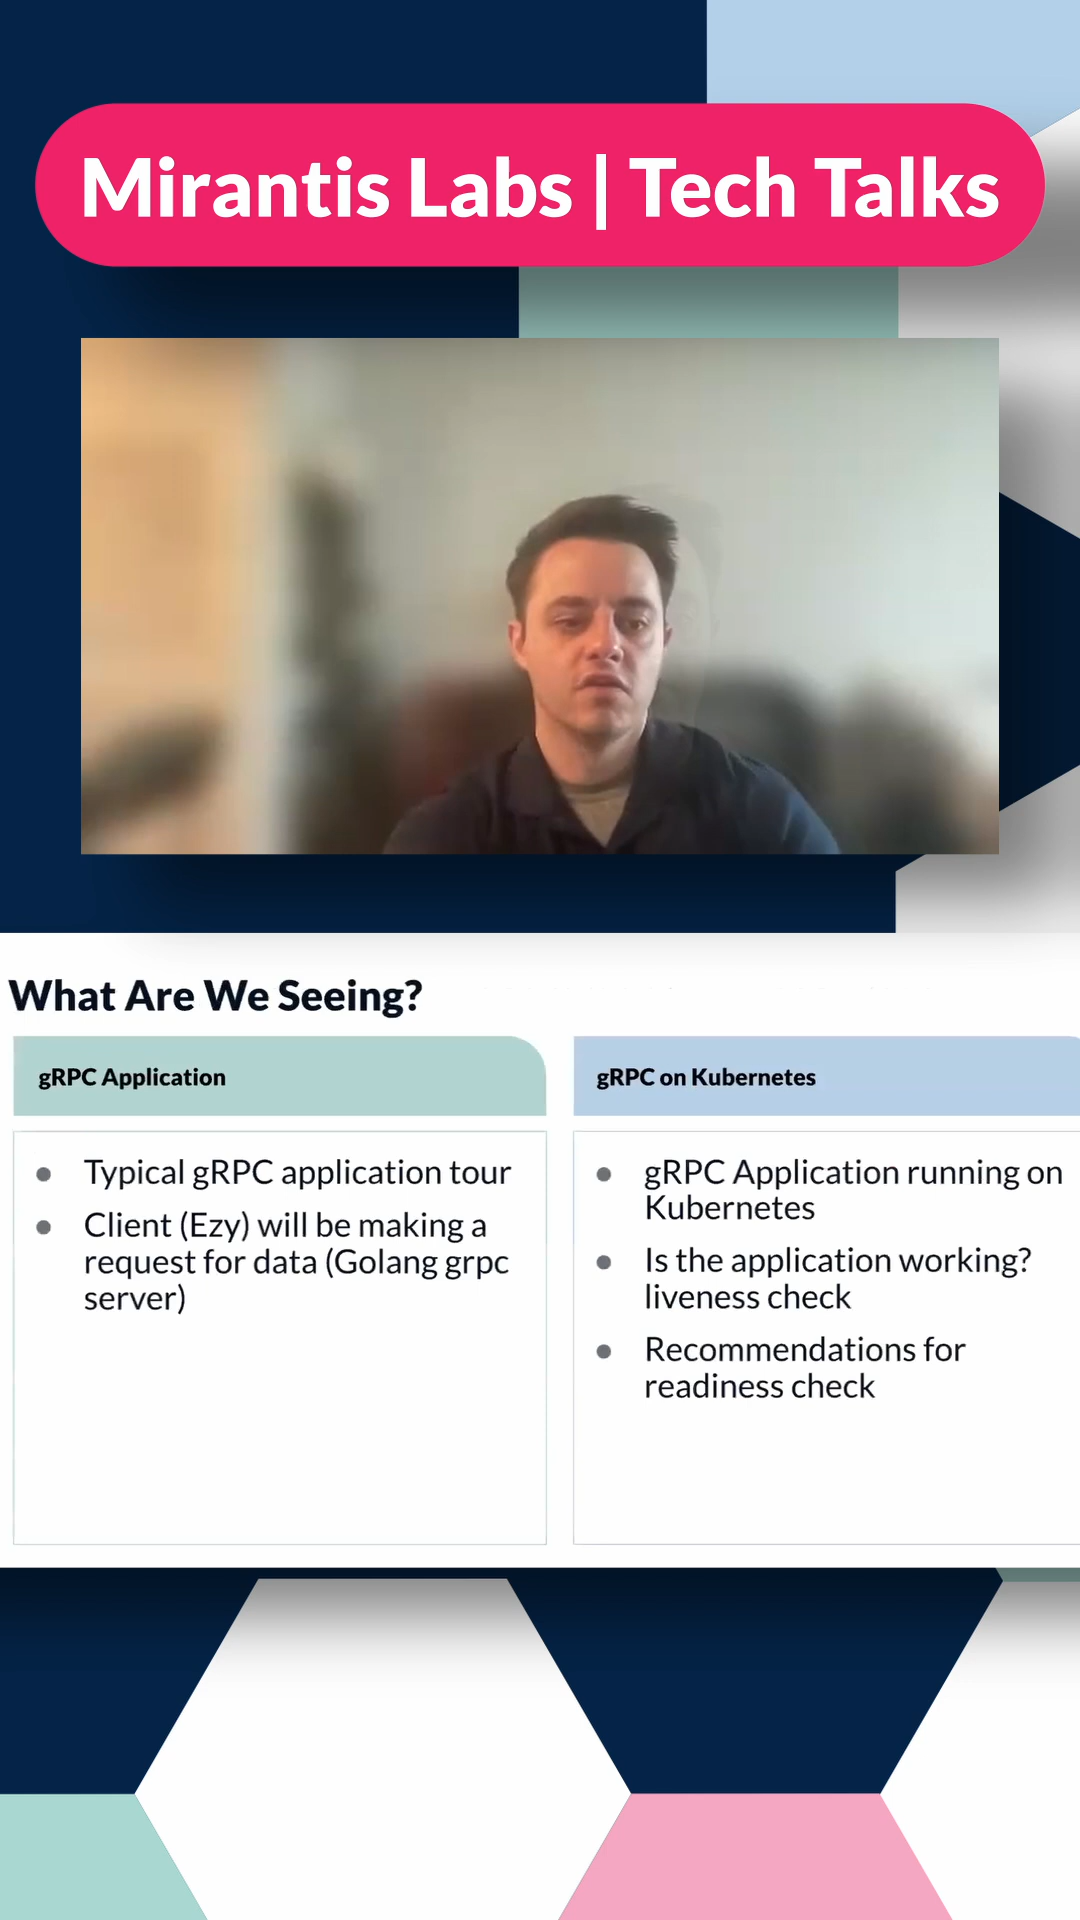 Mirantis Labs | Tech Talks
What Are We Seeing?
gRPC Application
Typical gRPC application tour
Client (Ezy) will be making a
request for data (Golang grpc
server)
gRPC on Kubernetes
gRPC Application running on
Kubernetes
Is the application working?
liveness check
Recommendations for
readiness check